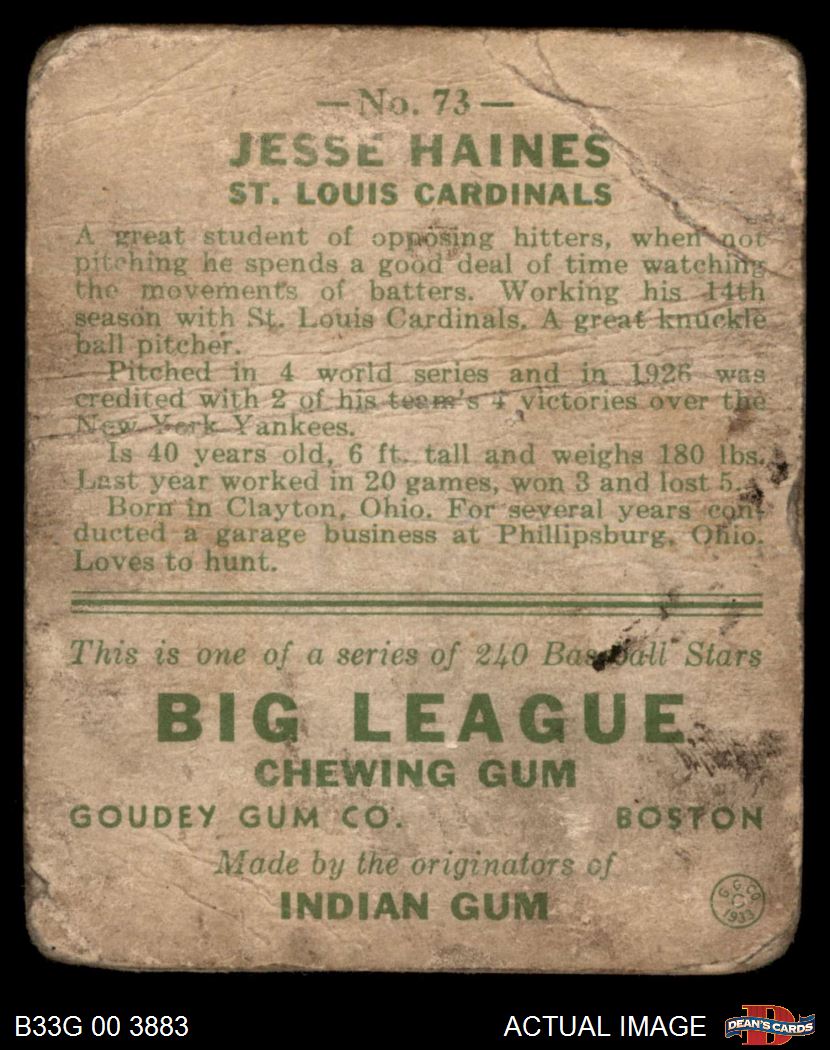 —No. 73—
JESSE HAINES
ST. LOUIS CARDINALS
A great student of opposing hitters, when not
pitching he spends a good deal of time watching
the movements of batters. Working his 14th
season with St. Louis Cardinals. A great knuckle
ball pitcher.
Pitched in 4 world series and in 1926 was
credited with 2 of his team's 4 victories over the
New York Yankees.
Is 40 years old, 6 ft. tall and weighs 180 lbs.
Last year worked in 20 games, won 3 and lost 5.
Born in Clayton, Ohio. For several years con-
ducted a garage business at Phillipsburg, Ohio.
Loves to hunt.
This is one of a series of 240 Baseball Stars
BIG LEAGUE
CHEWING GUM
GOUDEY GUM CO. BOSTON
Made by the originators of
INDIAN GUM
G. G. CO.
C
1933
B33G 00 3883 ACTUAL IMAGE D DEAN'S CARDS